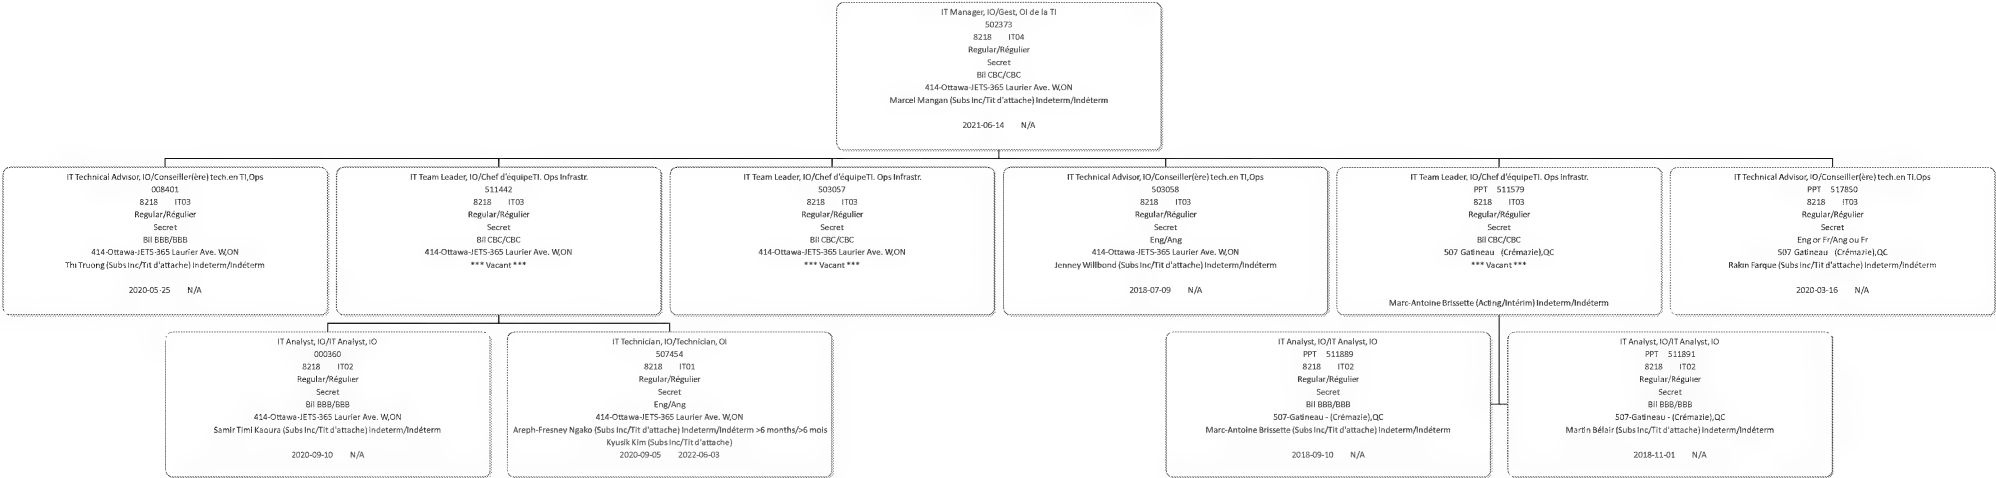 IT Manager, IO/Gest, OI de la TI
502373
8218 IT04
Regular/Régulier
Secret
Bil CBC/CBC
414-Ottawa-JETS-365 Laurier Ave. W,ON
Marcel Mangan (Subs Inc/Tit d'attache) Indeterm/Indéterm
2021-06-14 N/A
IT Technical Advisor, IO/Conseiller(ère) tech.en TI,Ops
008401
8218 IT03
Regular/Régulier
Secret
Bil BBB/BBB
414-Ottawa-JETS-365 Laurier Ave. W,ON
Thi Truong (Subs Inc/Tit d'attache) Indeterm/Indéterm
2020-05-25 N/A
IT Team Leader, IO/Chef d'équipeTI. Ops Infrastr.
511442
8218 IT03
Regular/Régulier
Secret
Bil CBC/CBC
414-Ottawa-JETS-365 Laurier Ave. W,ON
*** Vacant ***
IT Team Leader, IO/Chef d'équipeTI. Ops Infrastr.
503057
8218 IT03
Regular/Régulier
Secret
Bil CBC/CBC
414-Ottawa-JETS-365 Laurier Ave. W,ON
*** Vacant ***
IT Technical Advisor, IO/Conseiller(ère) tech.en TI,Ops
503058
8218 IT03
Regular/Régulier
Secret
Eng/Ang
414-Ottawa-JETS-365 Laurier Ave. W,ON
Jenney Willbond (Subs Inc/Tit d'attache) Indeterm/Indéterm
2018-07-09 N/A
IT Team Leader, IO/Chef d'équipeTI. Ops Infrastr.
PPT 511579
8218 IT03
Regular/Régulier
Secret
Bil CBC/CBC
507 Gatineau (Crémazie),QC
*** Vacant ***
Marc-Antoine Brissette (Acting/Intérim) Indeterm/Indéterm
IT Technical Advisor, IO/Conseiller(ère) tech.en TI,Ops
PPT 517850
8218 IT03
Regular/Régulier
Secret
Eng or Fr/Ang ou Fr
507 Gatineau (Crémazie),QC
Rakin Farque (Subs Inc/Tit d'attache) Indeterm/Indéterm
2020-03-16 N/A
IT Analyst, IO/IT Analyst, IO
000360
8218 IT02
Regular/Régulier
Secret
Bil BBB/BBB
414-Ottawa-JETS-365 Laurier Ave. W,ON
Samir Timi Kaoura (Subs Inc/Tit d'attache) Indeterm/Indéterm
2020-09-10 N/A
IT Technician, IO/Technicien, OI
507454
8218 IT01
Regular/Régulier
Secret
Eng/Ang
414-Ottawa-JETS-365 Laurier Ave. W,ON
Areph-Fresney Ngako (Subs Inc/Tit d'attache) Indeterm/Indéterm >6 months/>6 mois
Kyusik Kim (Subs Inc/Tit d'attache)
2020-09-05 2022-06-03
IT Analyst, IO/IT Analyst, IO
PPT 511889
8218 IT02
Regular/Régulier
Secret
Bil BBB/BBB
507-Gatineau - (Crémazie),QC
Marc-Antoine Brissette (Subs Inc/Tit d'attache) Indeterm/Indéterm
2018-09-10 N/A
IT Analyst, IO/IT Analyst, IO
PPT 511891
8218 IT02
Regular/Régulier
Secret
Bil BBB/BBB
507-Gatineau - (Crémazie),QC
Martin Bélair (Subs Inc/Tit d'attache) Indeterm/Indéterm
2018-11-01 N/A